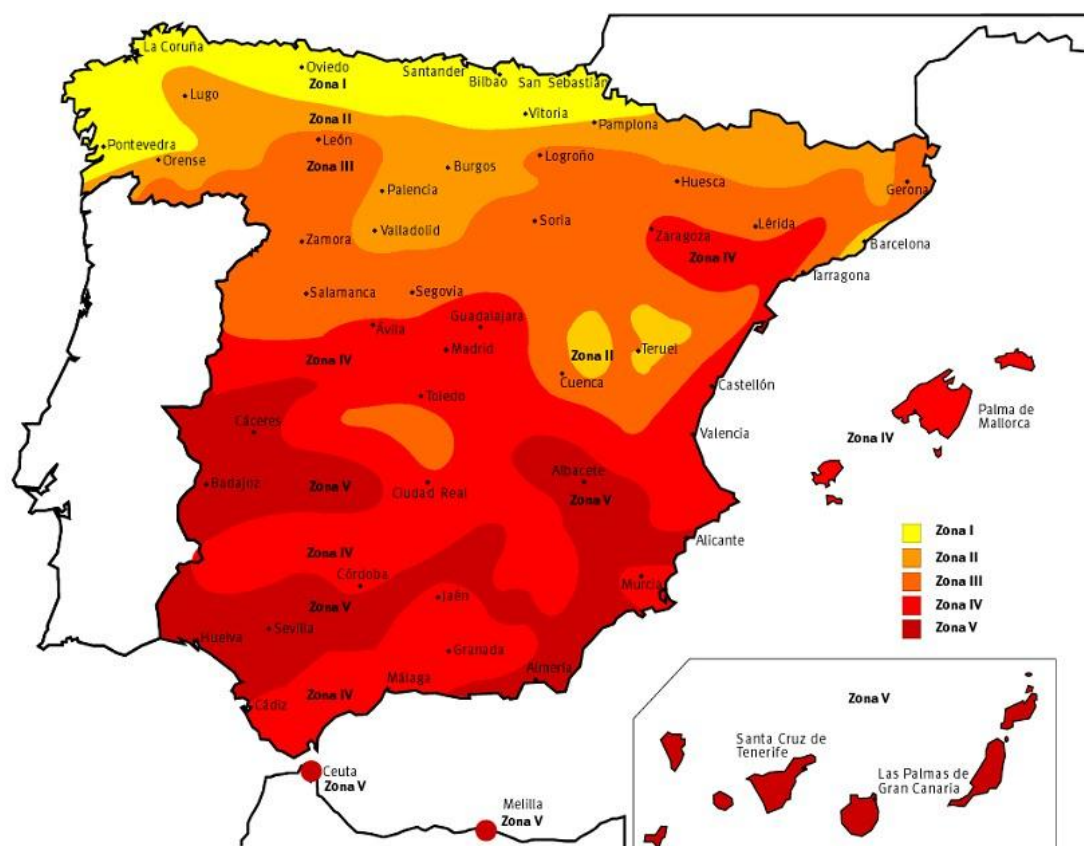 La Coruña
Oviedo
Santander
Bilbao
San Sebastián
Zona I
Lugo
Vitoria
Zona II
Pamplona
León
Pontevedra
Orense
Zona III
Burgos
Logroño
Palencia
Huesca
Gerona
Valladolid
Soria
Zaragoza
Lérida
Zamora
Barcelona
Zona IV
Tarragona
Salamanca
Segovia
Guadalajara
Ávila
Madrid
Zona IV
Zona II
Teruel
Cuenca
Toledo
Castellón
Cáceres
Valencia
Palma de
Mallorca
Zona IV
Albacete
Badajoz
Zona V
Ciudad Real
Zona V
Zona I
Alicante
Zona II
Zona IV
Córdoba
Murcia
Zona III
Jaén
Zona V
Zona IV
Sevilla
Huelva
Zona V
Granada
Almería
Málaga
Zona IV
Cádiz
Zona V
Santa Cruz de
Tenerife
Ceuta
Zona V
Las Palmas de
Gran Canaria
Melilla
Zona V